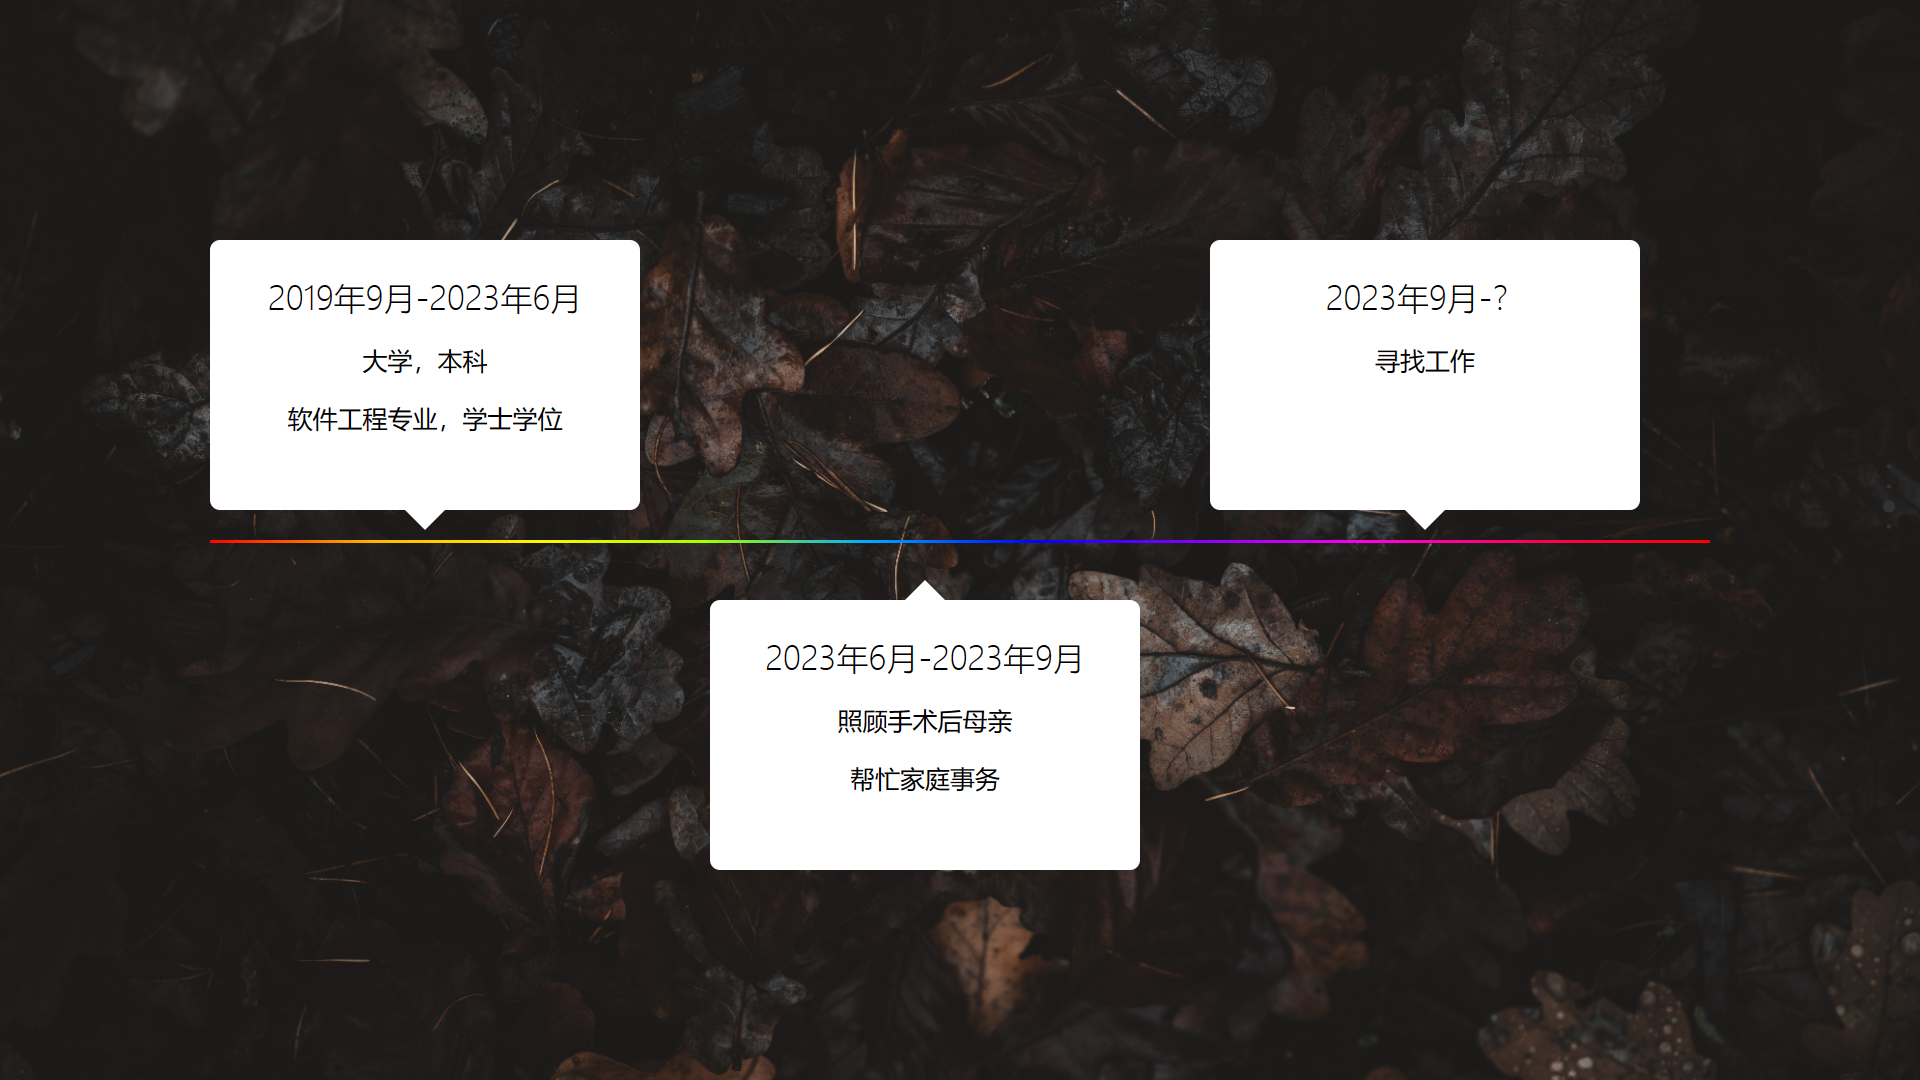 2019年9月-2023年6月
大学，本科
软件工程专业，学士学位
2023年6月-2023年9月
照顾手术后母亲
帮忙家庭事务
2023年9月-?
寻找工作